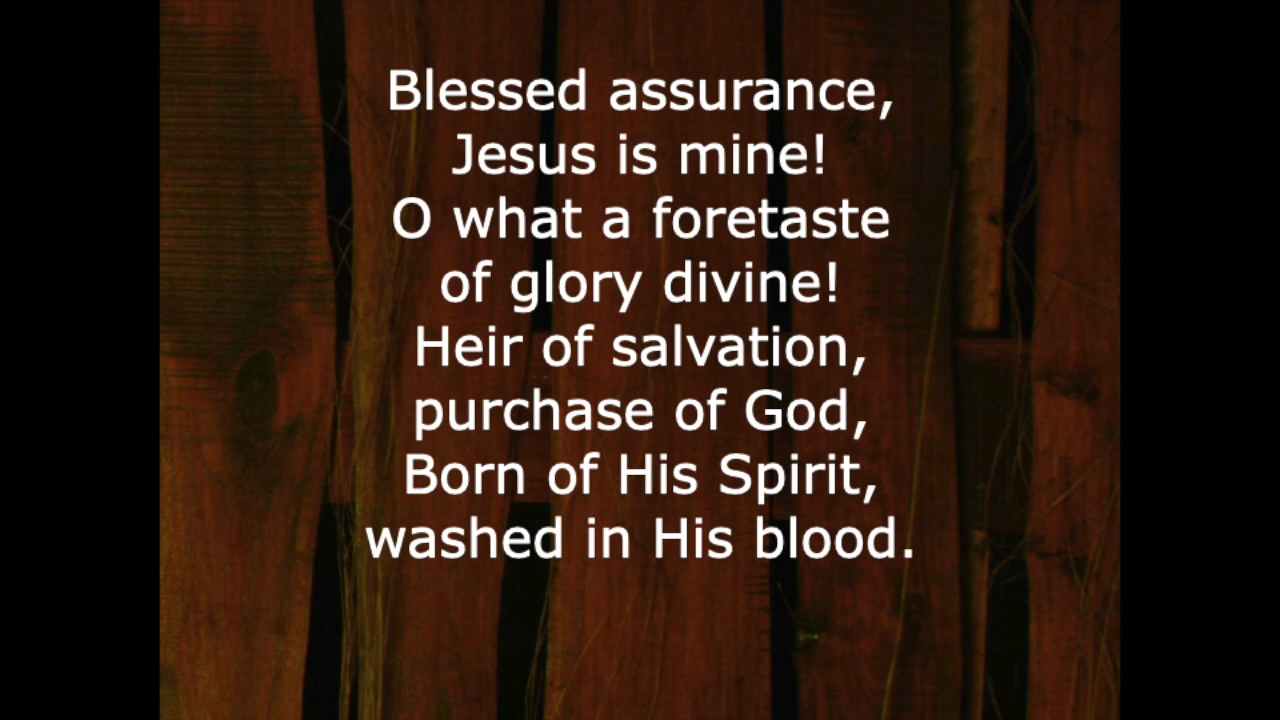 Blessed assurance,
Jesus is mine!
O what a foretaste
of glory divine!
Heir of salvation,
purchase of God,
Born of His Spirit,
washed in His blood.